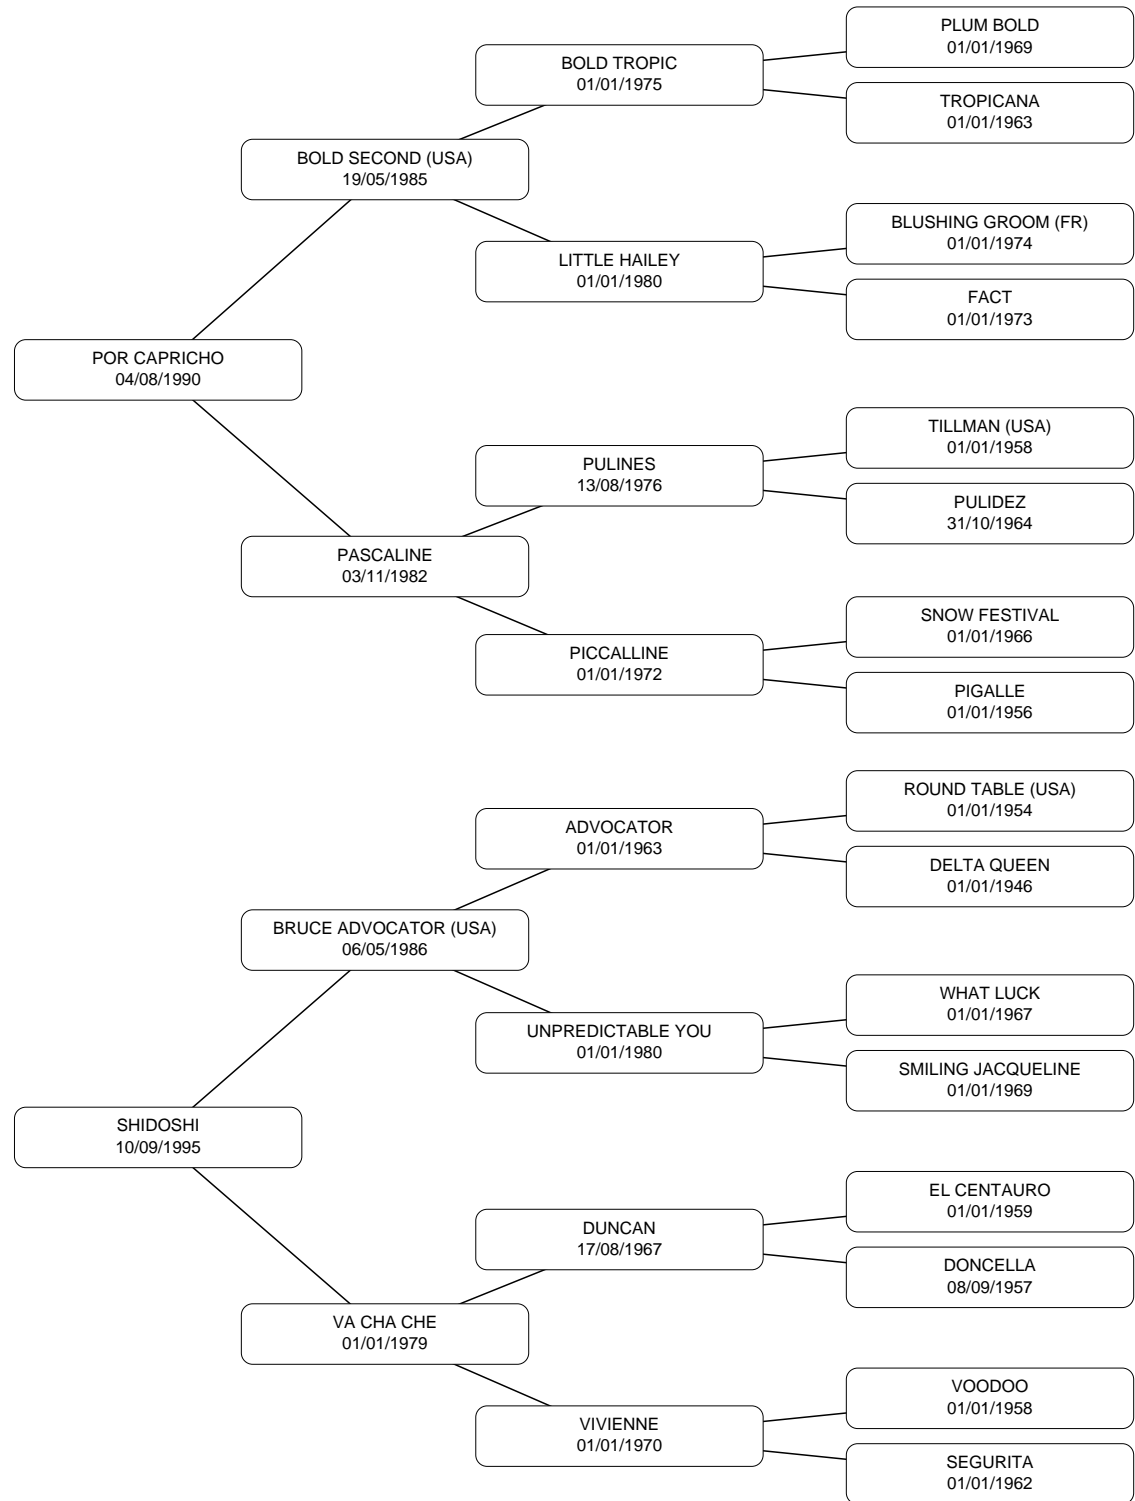 PLUM BOLD
01/01/1969
BOLD TROPIC
01/01/1975
TROPICANA
01/01/1963
BOLD SECOND (USA)
19/05/1985
BLUSHING GROOM (FR)
01/01/1974
LITTLE HAILEY
01/01/1980
FACT
01/01/1973
POR CAPRICHO
04/08/1990
TILLMAN (USA)
01/01/1958
PULINES
13/08/1976
PULIDEZ
31/10/1964
PASCALINE
03/11/1982
SNOW FESTIVAL
01/01/1966
PICCALLINE
01/01/1972
PIGALLE
01/01/1956
ROUND TABLE (USA)
01/01/1954
ADVOCATOR
01/01/1963
DELTA QUEEN
01/01/1946
BRUCE ADVOCATOR (USA)
06/05/1986
WHAT LUCK
01/01/1967
UNPREDICTABLE YOU
01/01/1980
SMILING JACQUELINE
01/01/1969
SHIDOSHI
10/09/1995
EL CENTAURO
01/01/1959
DUNCAN
17/08/1967
DONCELLA
08/09/1957
VA CHA CHE
01/01/1979
VOODOO
01/01/1958
VIVIENNE
01/01/1970
SEGURITA
01/01/1962